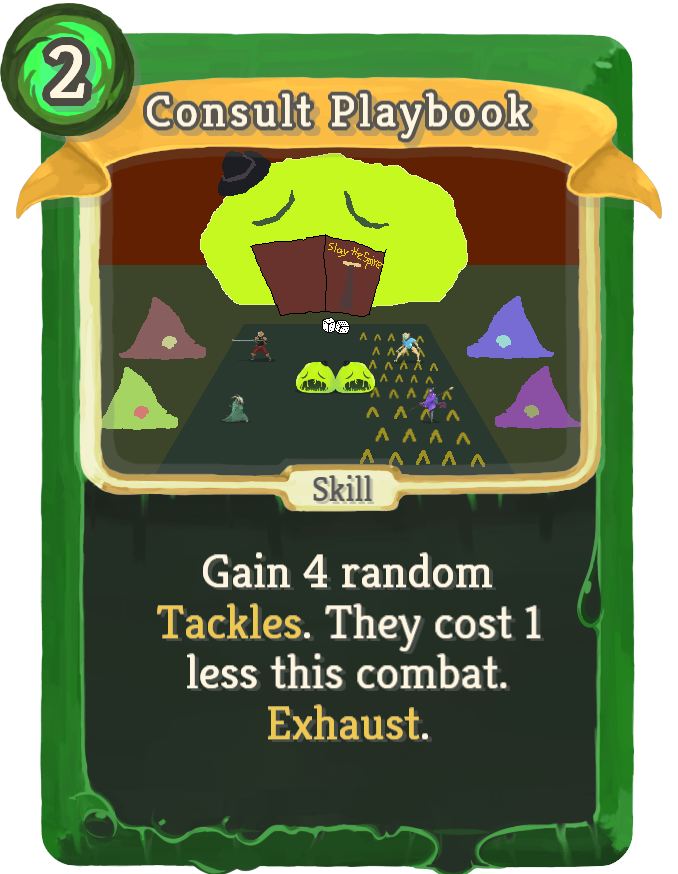 2
Consult Playbook
Slay the Spire
Skill
Gain 4 random
Tackles. They cost 1
less this combat.
Exhaust.